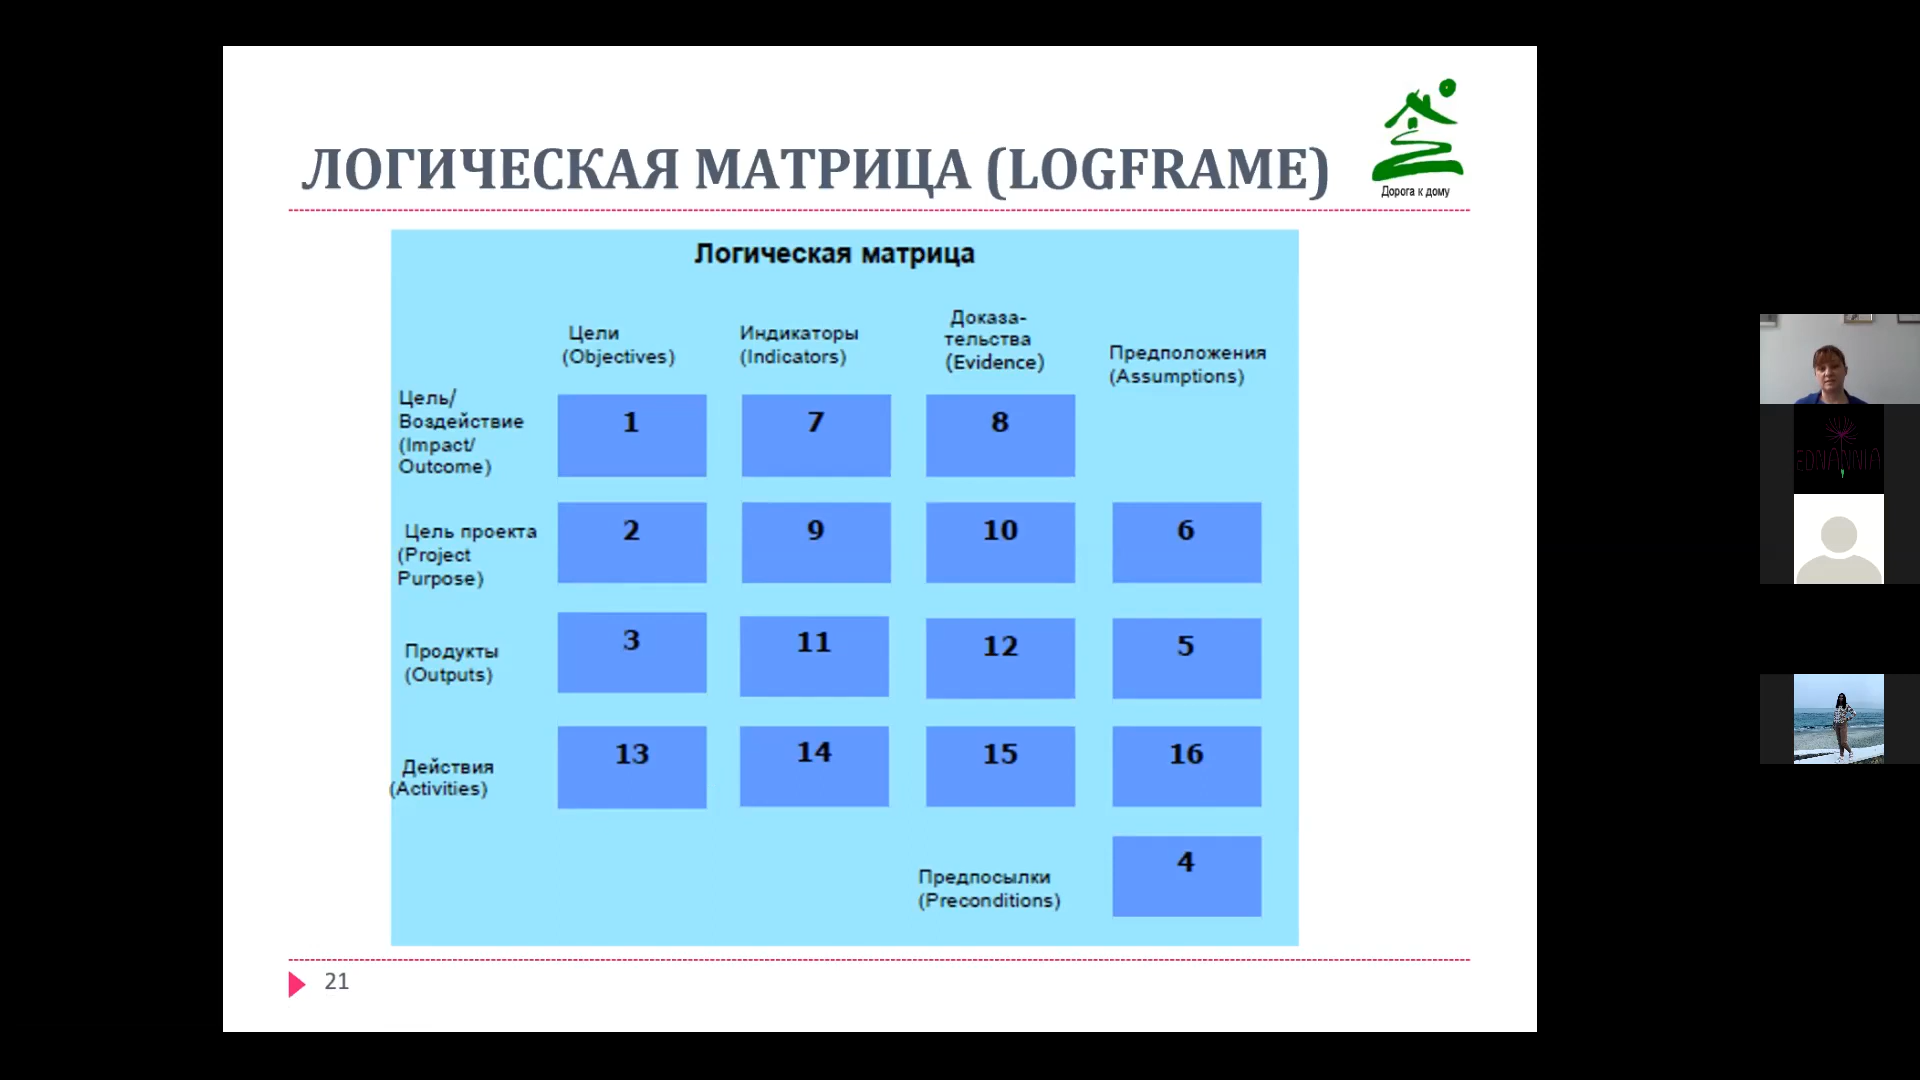 ЛОГИЧЕСКАЯ МАТРИЦА (LOGFRAME)
Дорога к дому
Логическая матрица
Цели
(Objectives)
Индикаторы
(Indicators)
Доказа-
тельства
(Evidence)
Предположения
(Assumptions)
Цель/
Воздействие
(Impact/
Outcome)
1
7
8
Цель проекта
(Project
Purpose)
2
9
10
6
Продукты
(Outputs)
3
11
12
5
Действия
(Activities)
13
14
15
16
Предпосылки
(Preconditions)
4
21
EDNANNIA